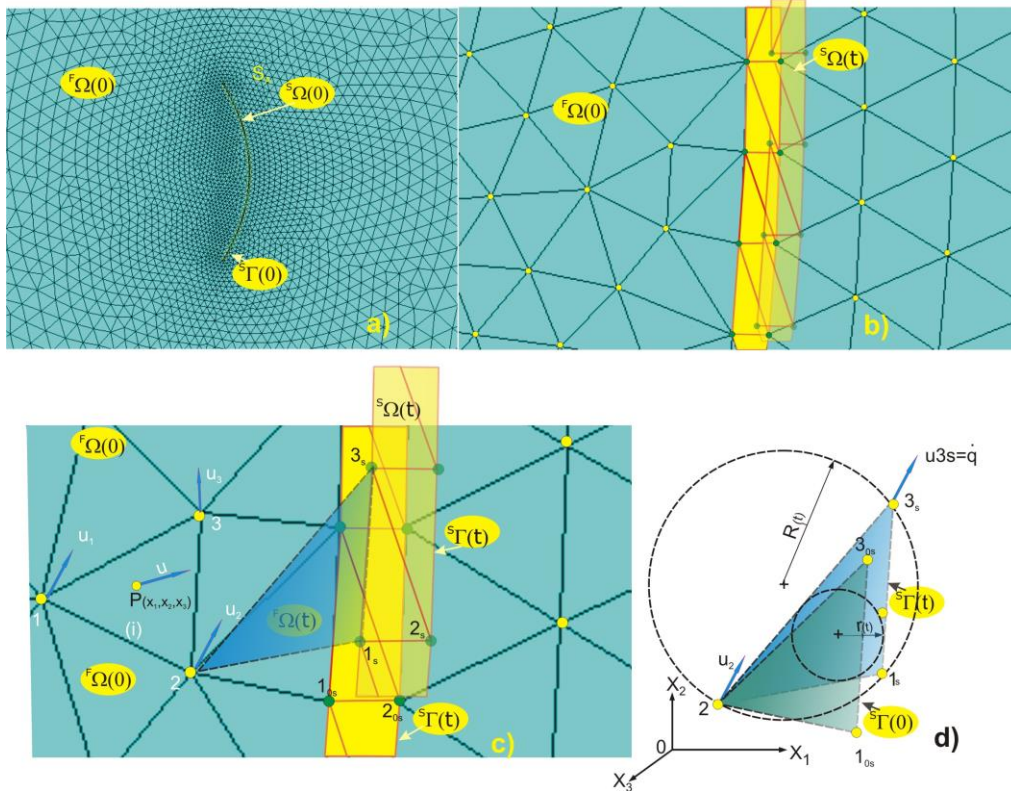 FΩ(0)
S.
SΩ(0)
SΓ(0)
a)
SΩ(t)
FΩ(0)
b)
FΩ(0)
SΩ(t)
3s
u3
3
u1
u
P(x1,x2,x3)
1
(i)
u2
FΩ(t)
SΓ(t)
FΩ(0)
2
1s
2s
10s
20s
SΓ(t)
c)
u3s=q̇
R(t)
3s
30s
SΓ(t)
r(t)
u2
1s
2
SΓ(0)
X2
10s
d)
0
X1
X3